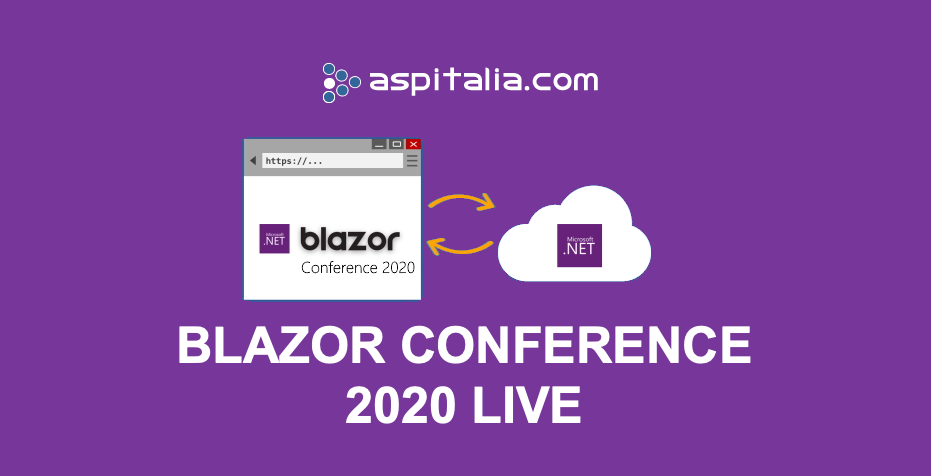 aspitalia.com
https://...
Microsoft
.NET
blazor
Conference 2020
Microsoft
.NET
BLAZOR CONFERENCE
2020 LIVE